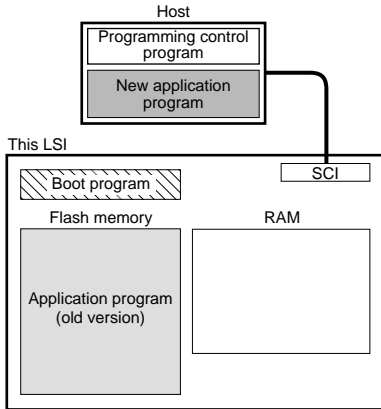 Host
Programming control
program
New application
program
This LSI
SCI
Boot program
Flash memory
RAM
Application program
(old version)